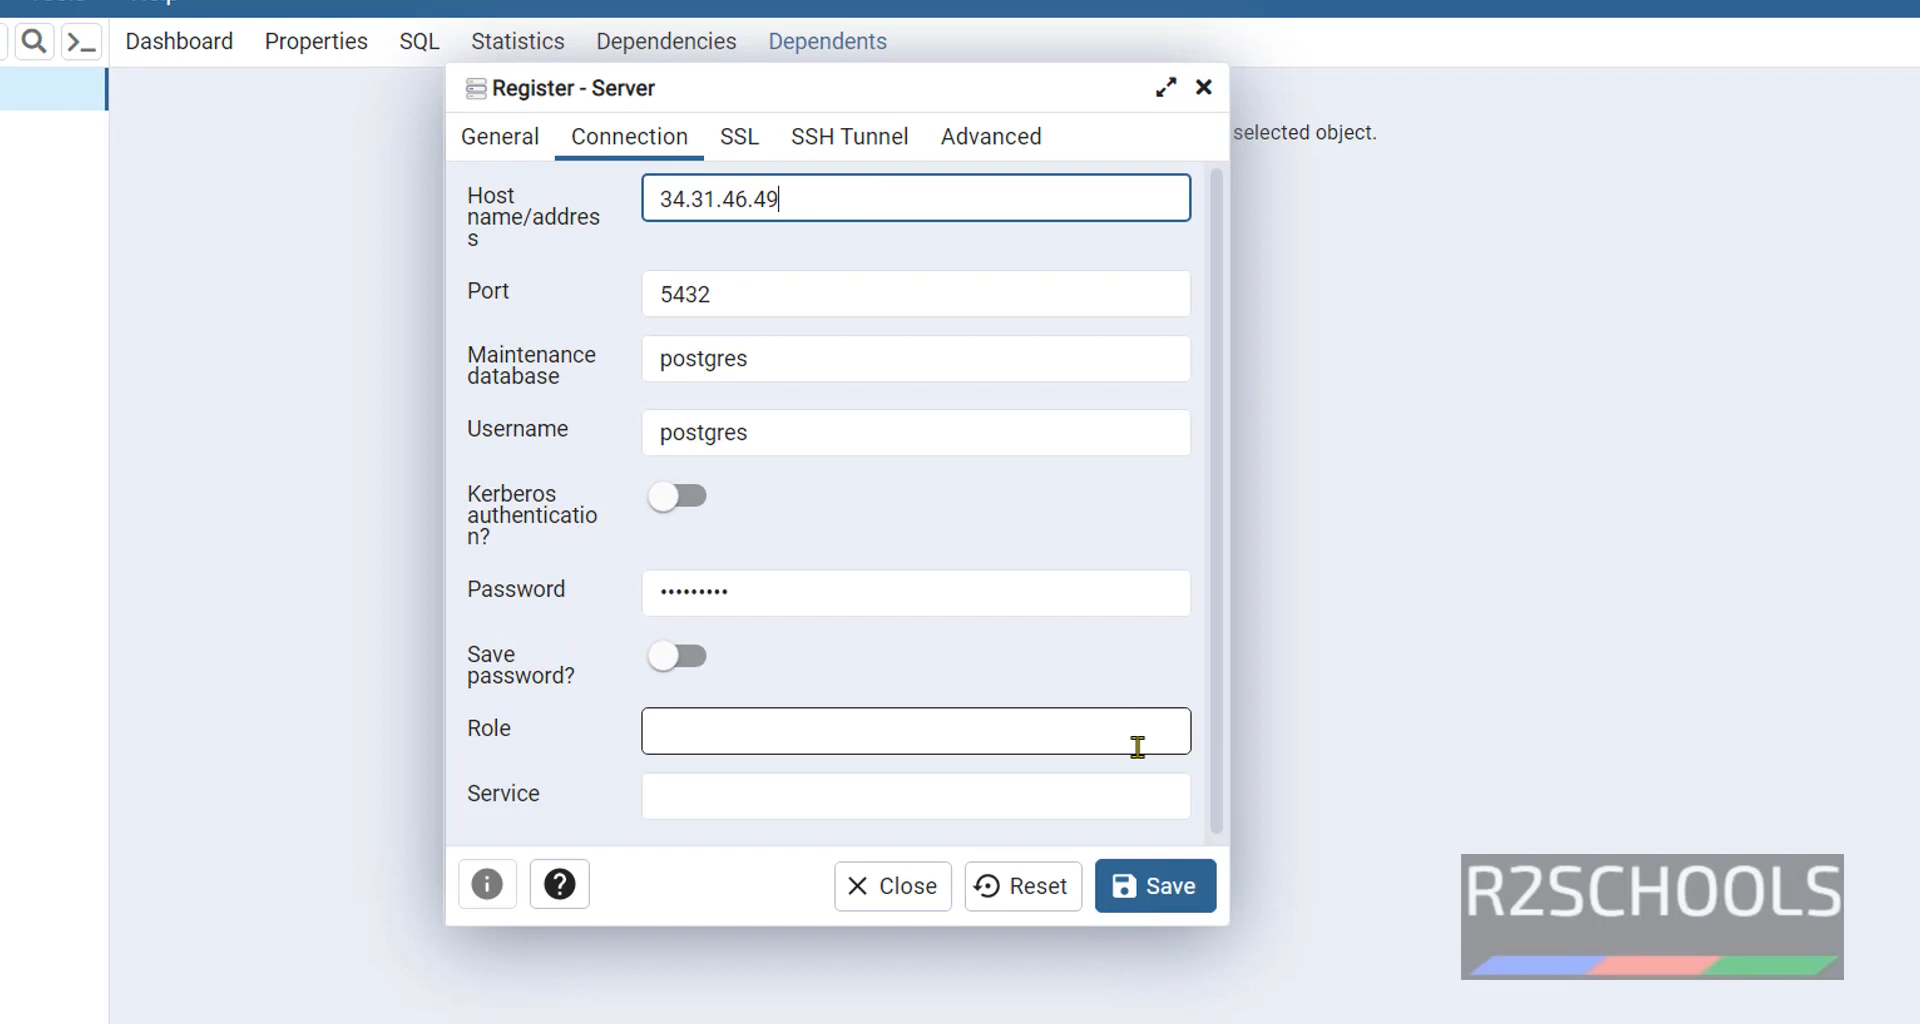 Dashboard Properties SQL Statistics Dependencies Dependents
Register - Server
selected object.
General Connection SSL SSH Tunnel Advanced
Host
name/addres
s
34.31.46.49
Port
5432
Maintenance
database
postgres
Username
postgres
Kerberos
authenticatio
n?
Password
•••••••••
Save
password?
Role
Service
Close Reset Save
R2SCHOOLS